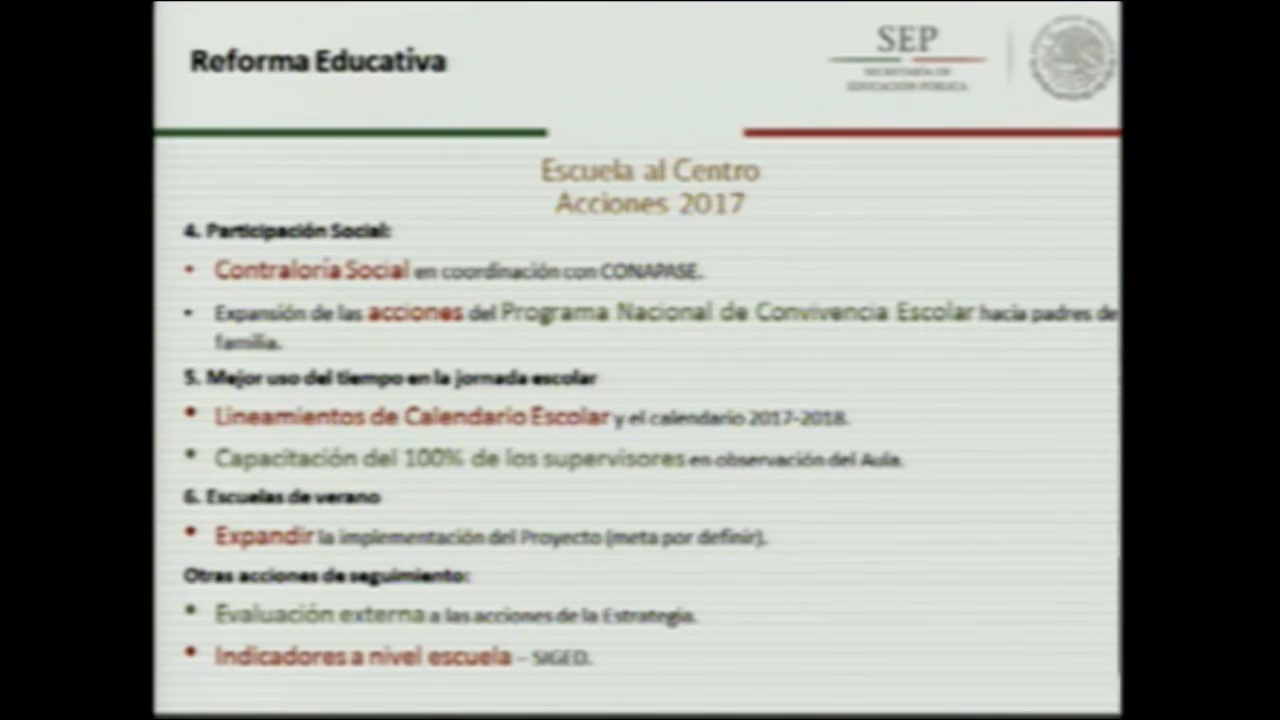 Reforma Educativa
SEP
SECRETARÍA DE
EDUCACIÓN PÚBLICA
Escuela al Centro
Acciones 2017
4. Participación Social:
• Contraloría Social en coordinación con CONAPASE.
• Expansión de las acciones del Programa Nacional de Convivencia Escolar hacia padres de
familia.
5. Mejor uso del tiempo en la jornada escolar
• Lineamientos de Calendario Escolar y el calendario 2017-2018.
• Capacitación del 100% de los supervisores en observación del Aula.
6. Escuelas de verano
• Expandir la implementación del Proyecto (meta por definir).
Otras acciones de seguimiento:
• Evaluación externa a las acciones de la Estrategia.
• Indicadores a nivel escuela – SIGED.